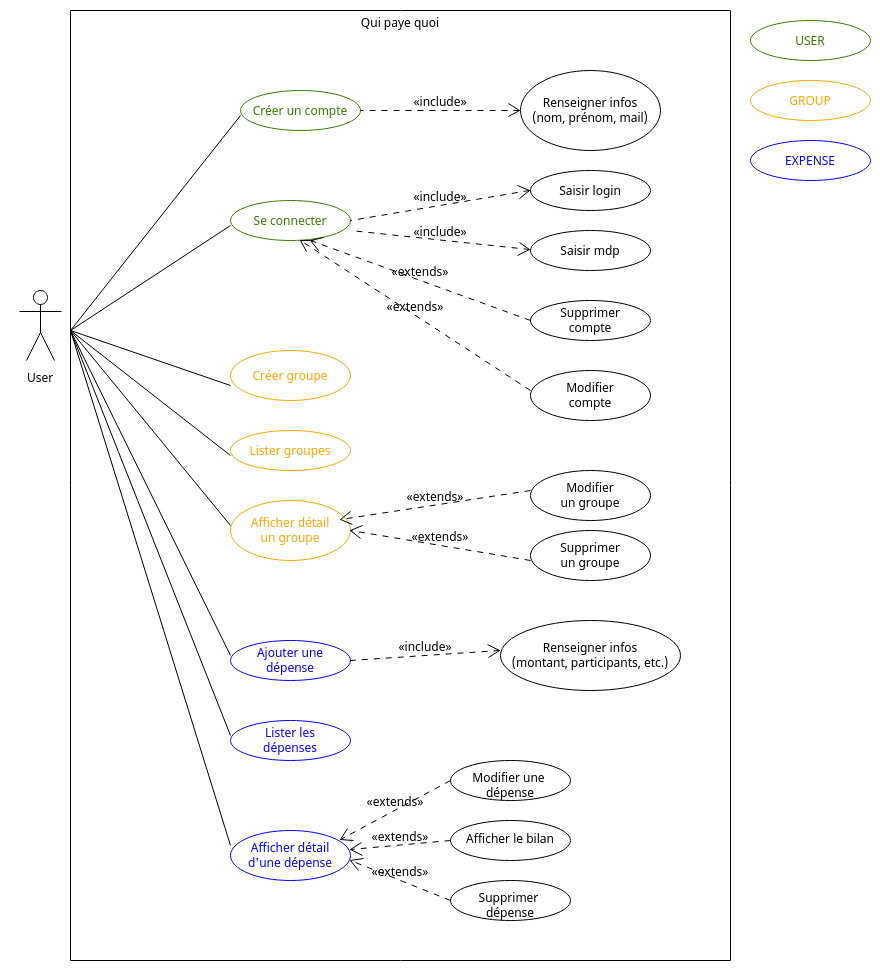 Qui paye quoi
USER
GROUP
EXPENSE
User
Créer un compte
«include»
Renseigner infos
(nom, prénom, mail)
Se connecter
«include»
Saisir login
«include»
Saisir mdp
«extends»
Supprimer
compte
«extends»
Modifier
compte
Créer groupe
Lister groupes
Afficher détail
un groupe
«extends»
Modifier
un groupe
«extends»
Supprimer
un groupe
Ajouter une
dépense
«include»
Renseigner infos
(montant, participants, etc.)
Lister les
dépenses
Afficher détail
d'une dépense
«extends»
Modifier une
dépense
«extends»
Afficher le bilan
«extends»
Supprimer
dépense